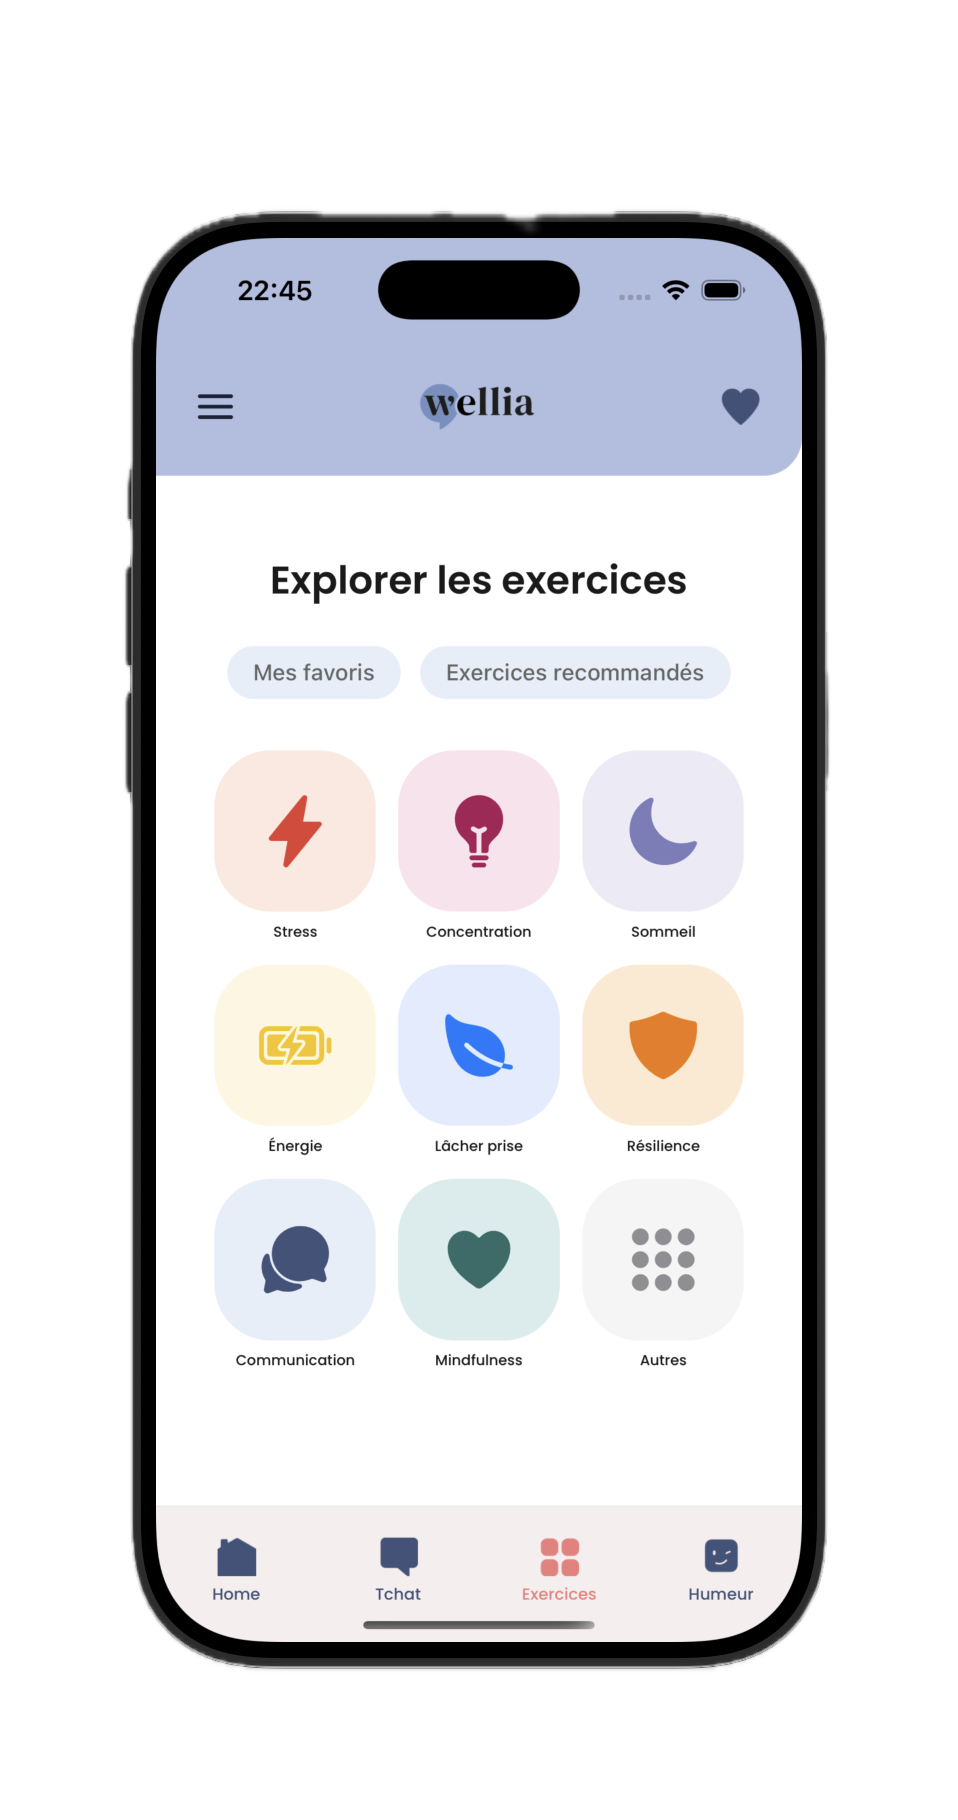 22:45
wellia
Explorer les exercices
Mes favoris Exercices recommandés
Stress Concentration Sommeil
Énergie Lâcher prise Résilience
Communication Mindfulness Autres
Home Tchat Exercices Humeur